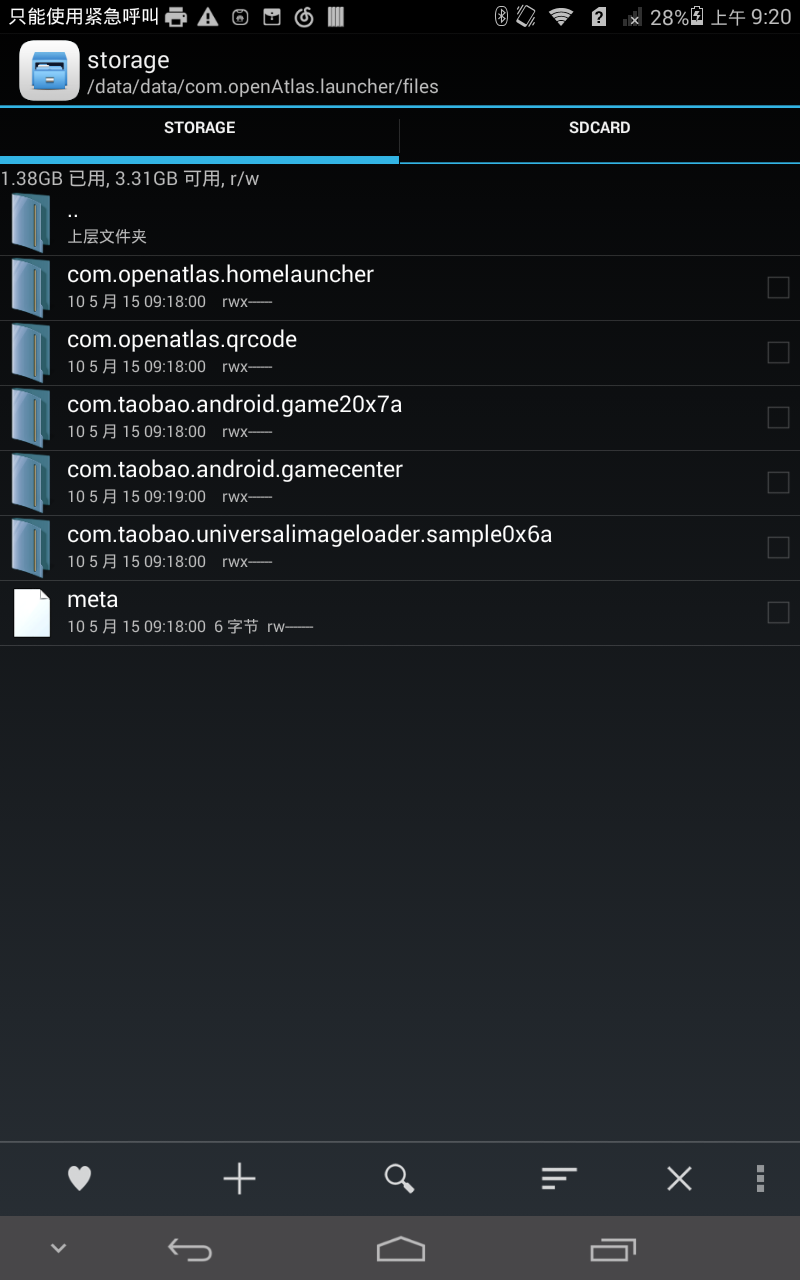 只能使用紧急呼叫 28% 上午 9:20
storage
/data/data/com.openAtlas.launcher/files
STORAGE SDCARD
1.38GB 已用, 3.31GB 可用, r/w
..
上层文件夹
com.openatlas.homelauncher
10 5 月 15 09:18:00 rwx------
com.openatlas.qrcode
10 5 月 15 09:18:00 rwx------
com.taobao.android.game20x7a
10 5 月 15 09:18:00 rwx------
com.taobao.android.gamecenter
10 5 月 15 09:19:00 rwx------
com.taobao.universalimageloader.sample0x6a
10 5 月 15 09:18:00 rwx------
meta
10 5 月 15 09:18:00 6 字节 rw-------